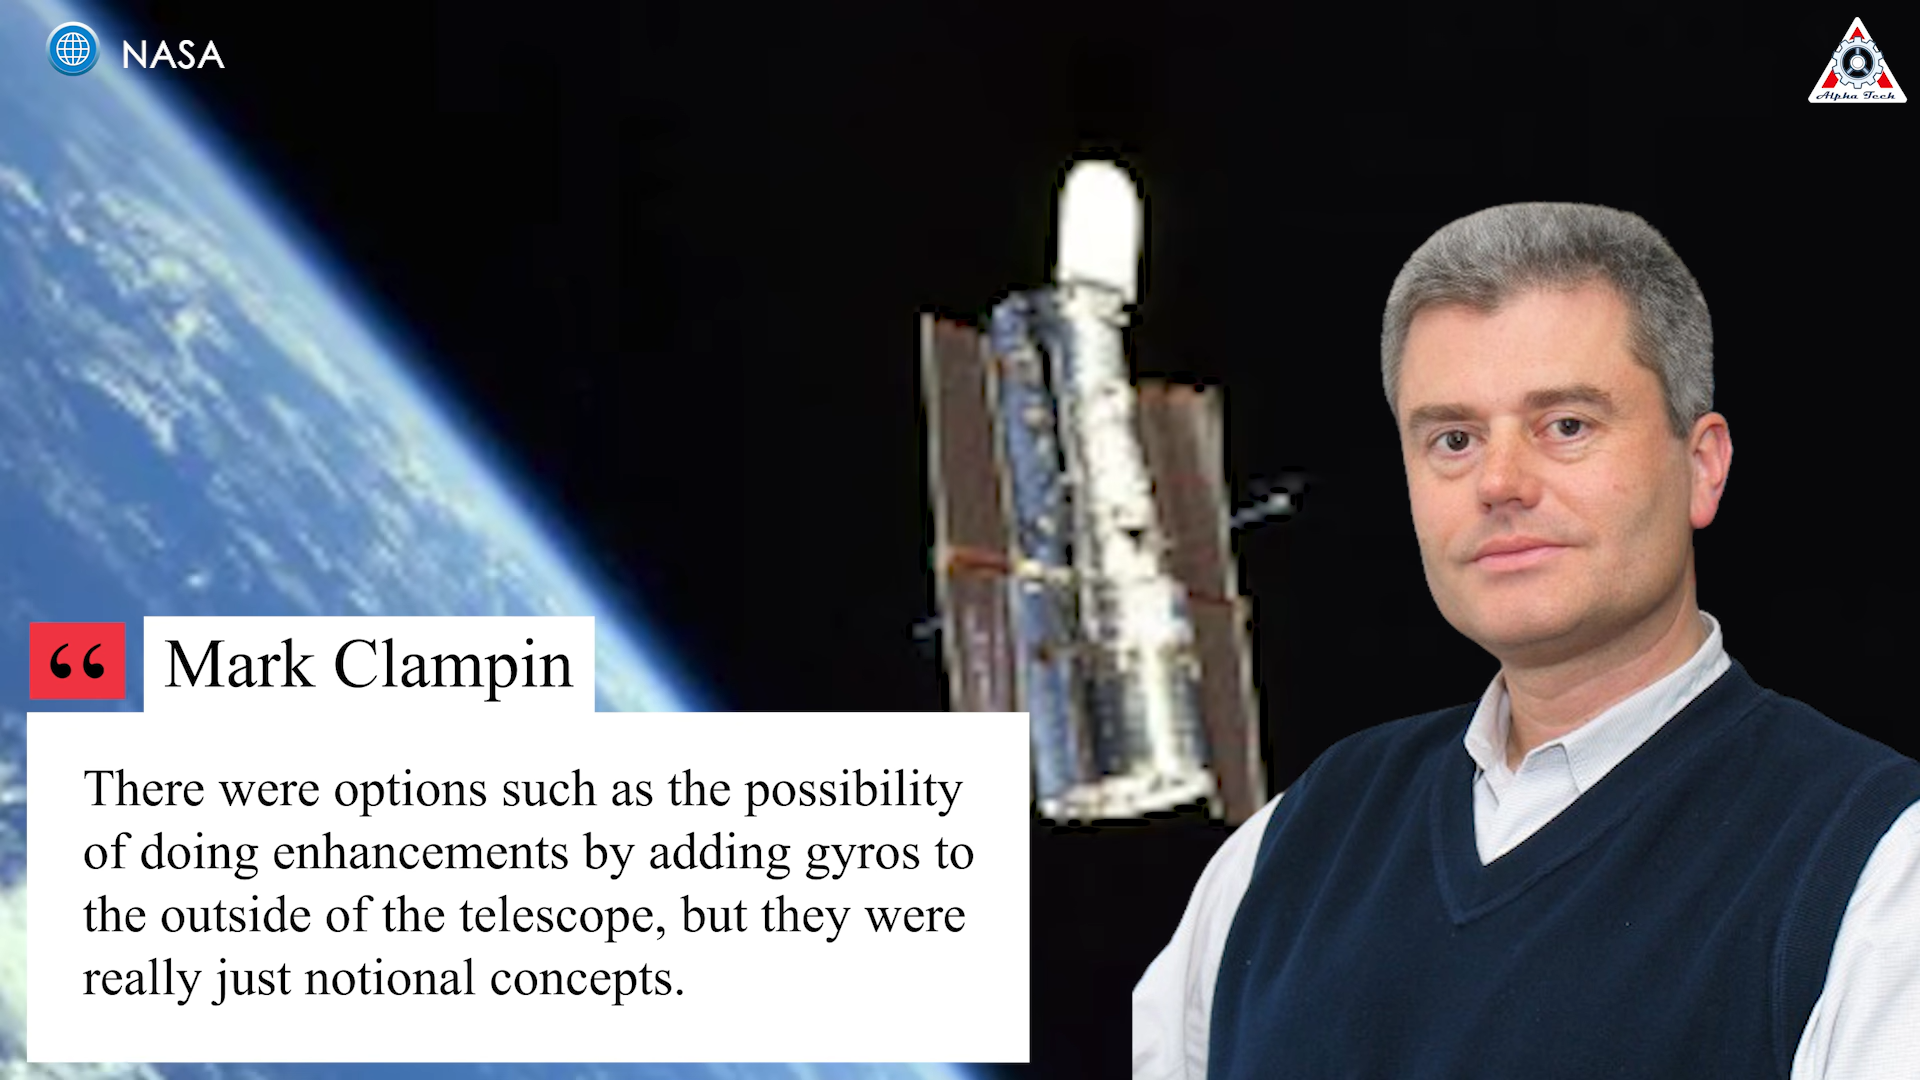 NASA
Alpha Tech
“
Mark Clampin
There were options such as the possibility
of doing enhancements by adding gyros to
the outside of the telescope, but they were
really just notional concepts.